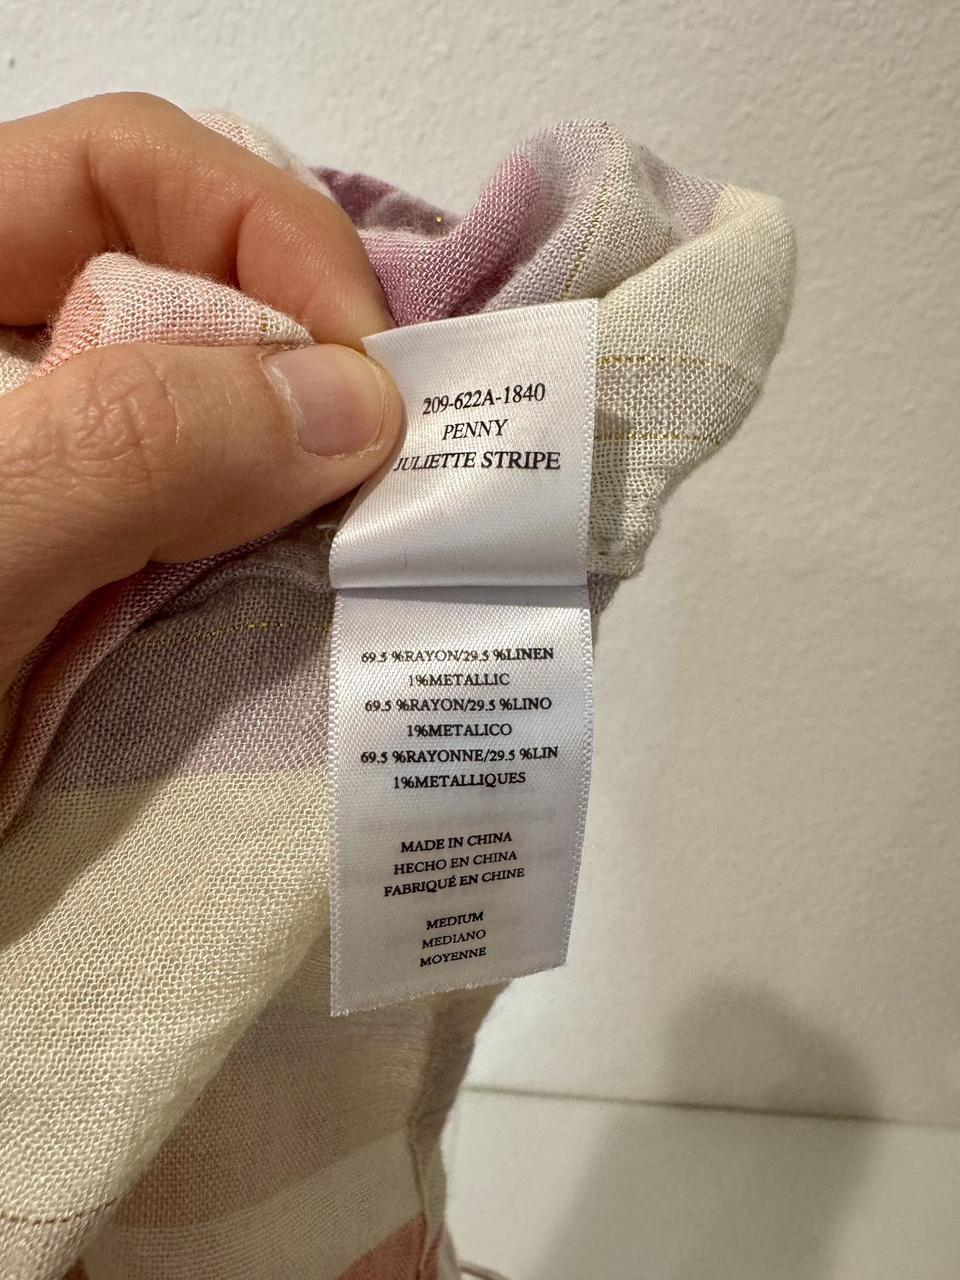 209-622A-1840
PENNY
JULIETTE STRIPE
69.5 %RAYON/29.5 %LINEN
1%METALLIC
69.5 %RAYON/29.5 %LINO
1%METALICO
69.5 %RAYONNE/29.5 %LIN
1%METALLIQUES
MADE IN CHINA
HECHO EN CHINA
FABRIQUÉ EN CHINE
MEDIUM
MEDIANO
MOYENNE